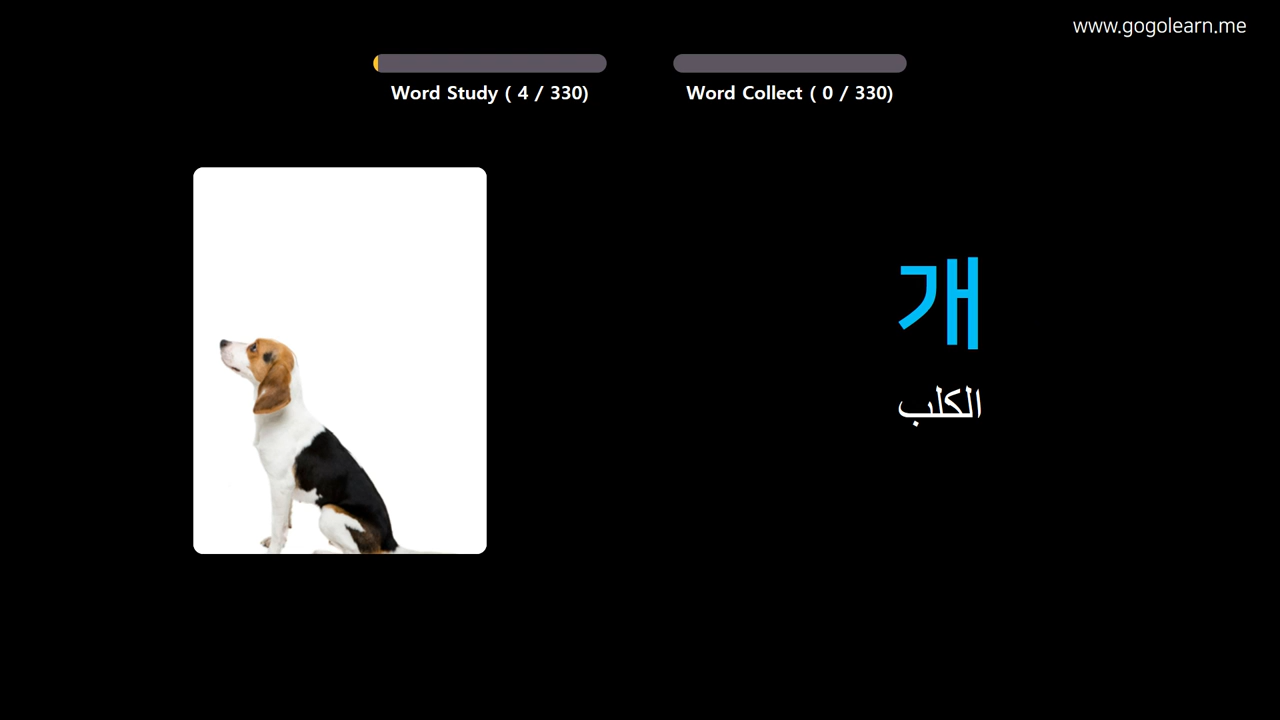 www.gogolearn.me
Word Study ( 4 / 330)
Word Collect ( 0 / 330)
개
الكلب